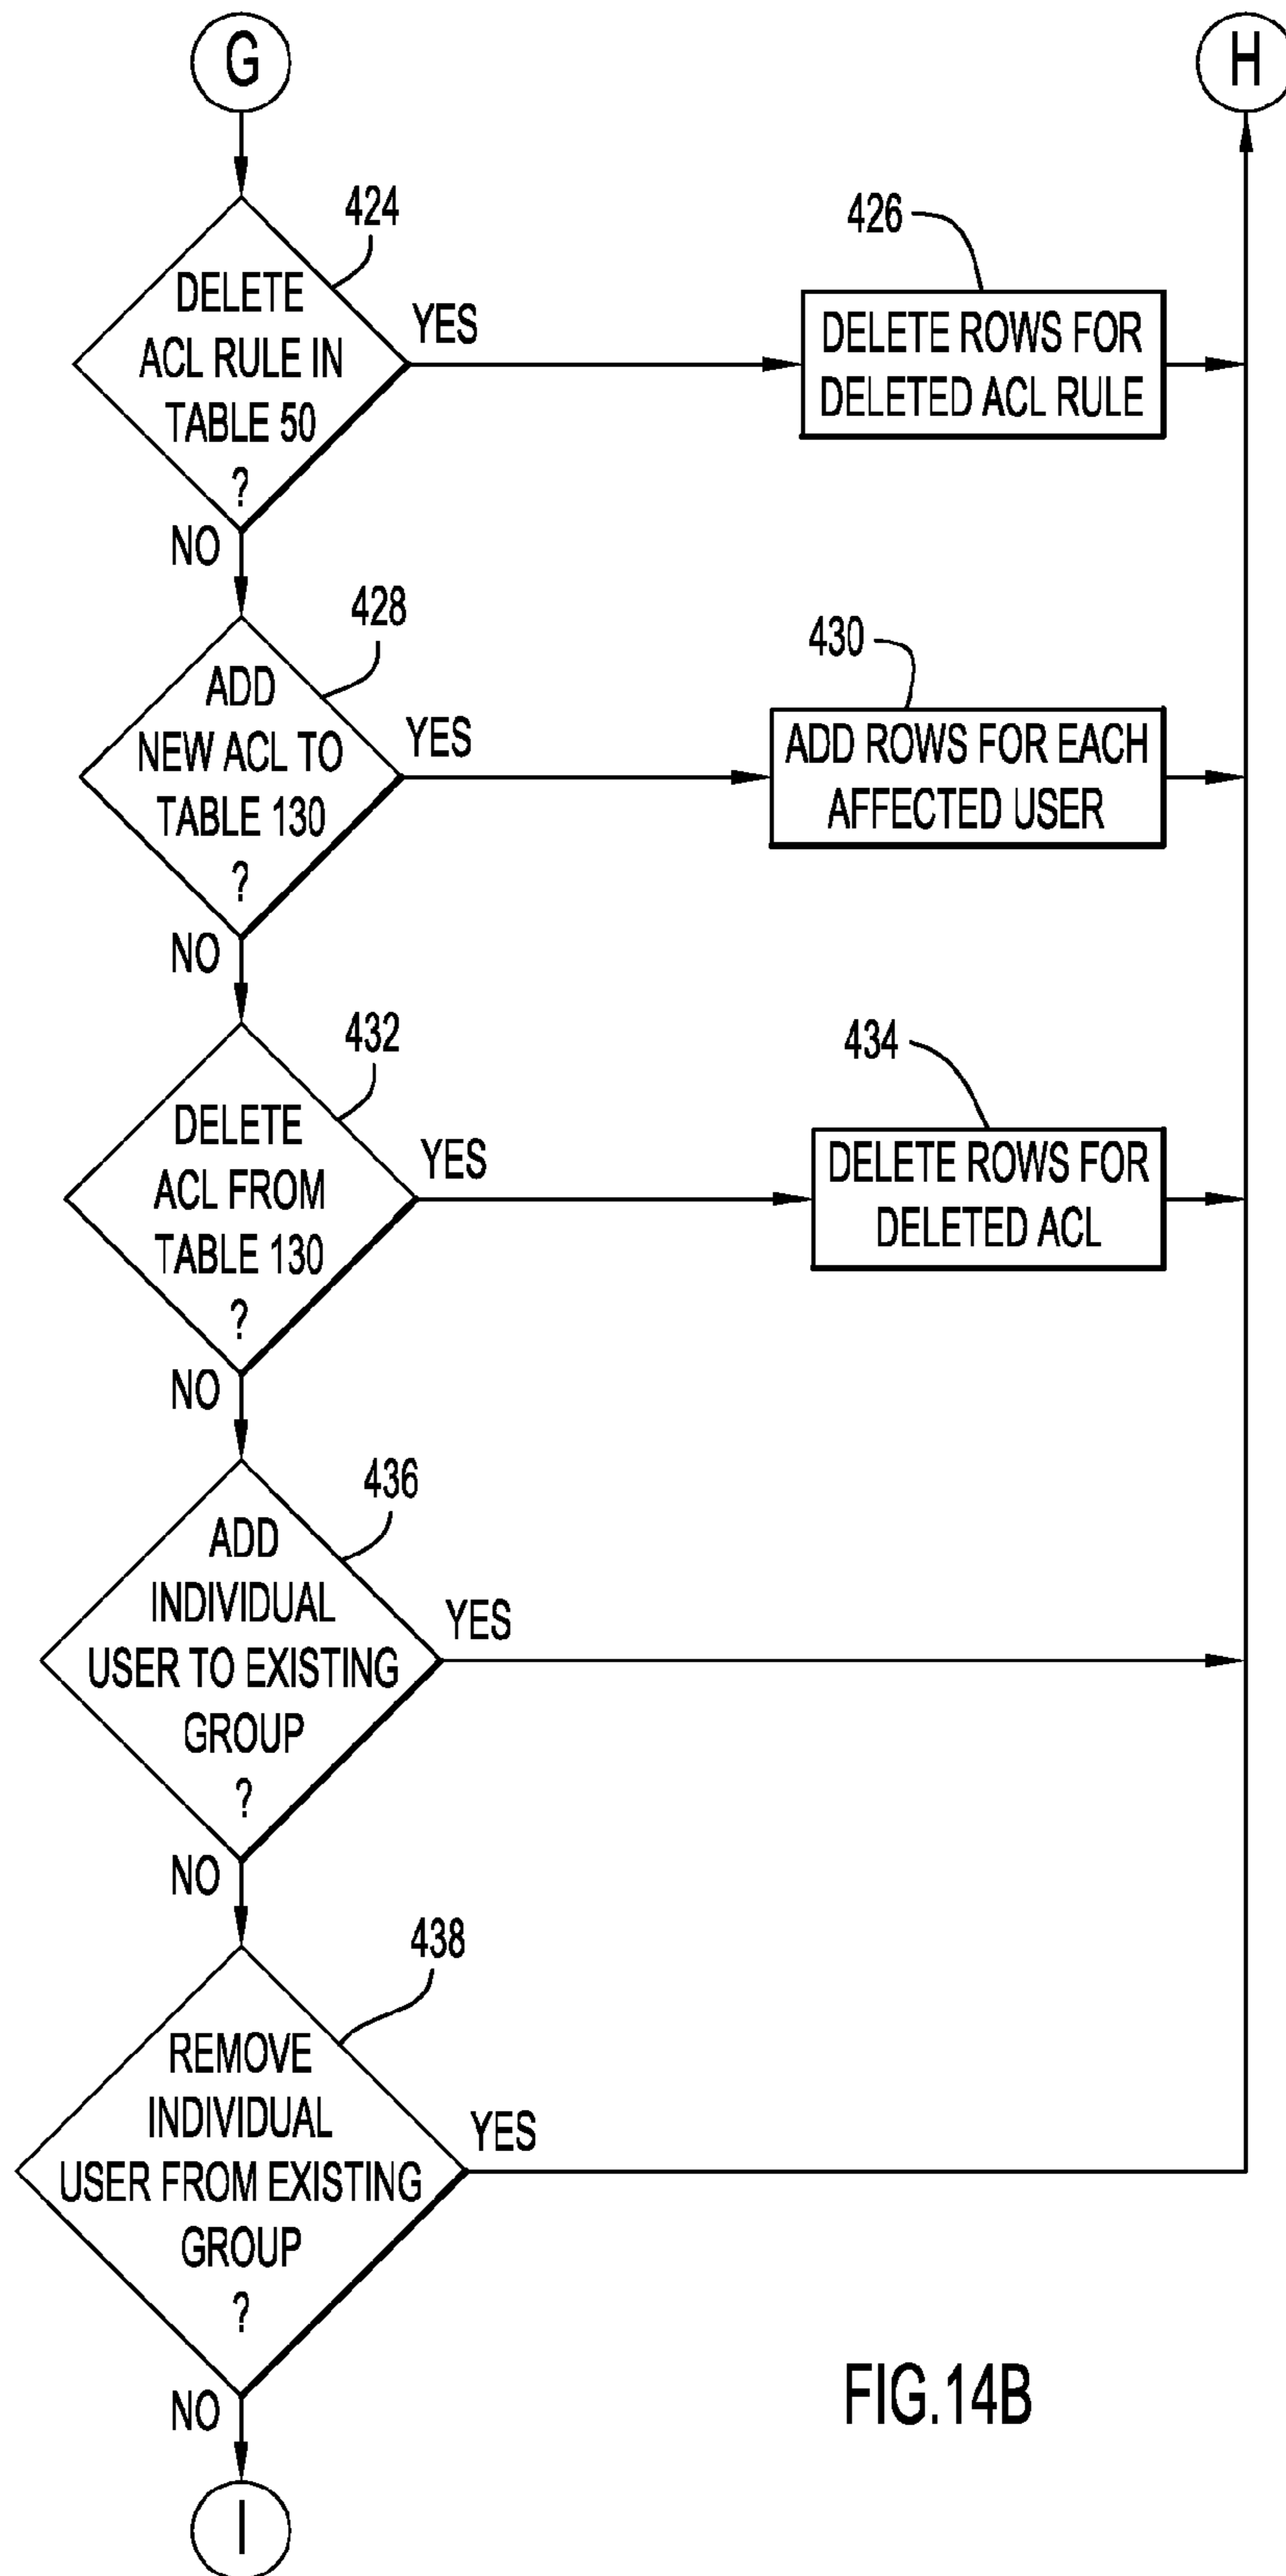 G
H
424
DELETE
ACL RULE IN
TABLE 50
?
YES
NO
426
DELETE ROWS FOR
DELETED ACL RULE
428
ADD
NEW ACL TO
TABLE 130
?
YES
NO
430
ADD ROWS FOR EACH
AFFECTED USER
432
DELETE
ACL FROM
TABLE 130
?
YES
NO
434
DELETE ROWS FOR
DELETED ACL
436
ADD
INDIVIDUAL
USER TO EXISTING
GROUP
?
YES
NO
438
REMOVE
INDIVIDUAL
USER FROM EXISTING
GROUP
?
YES
NO
I
FIG.14B